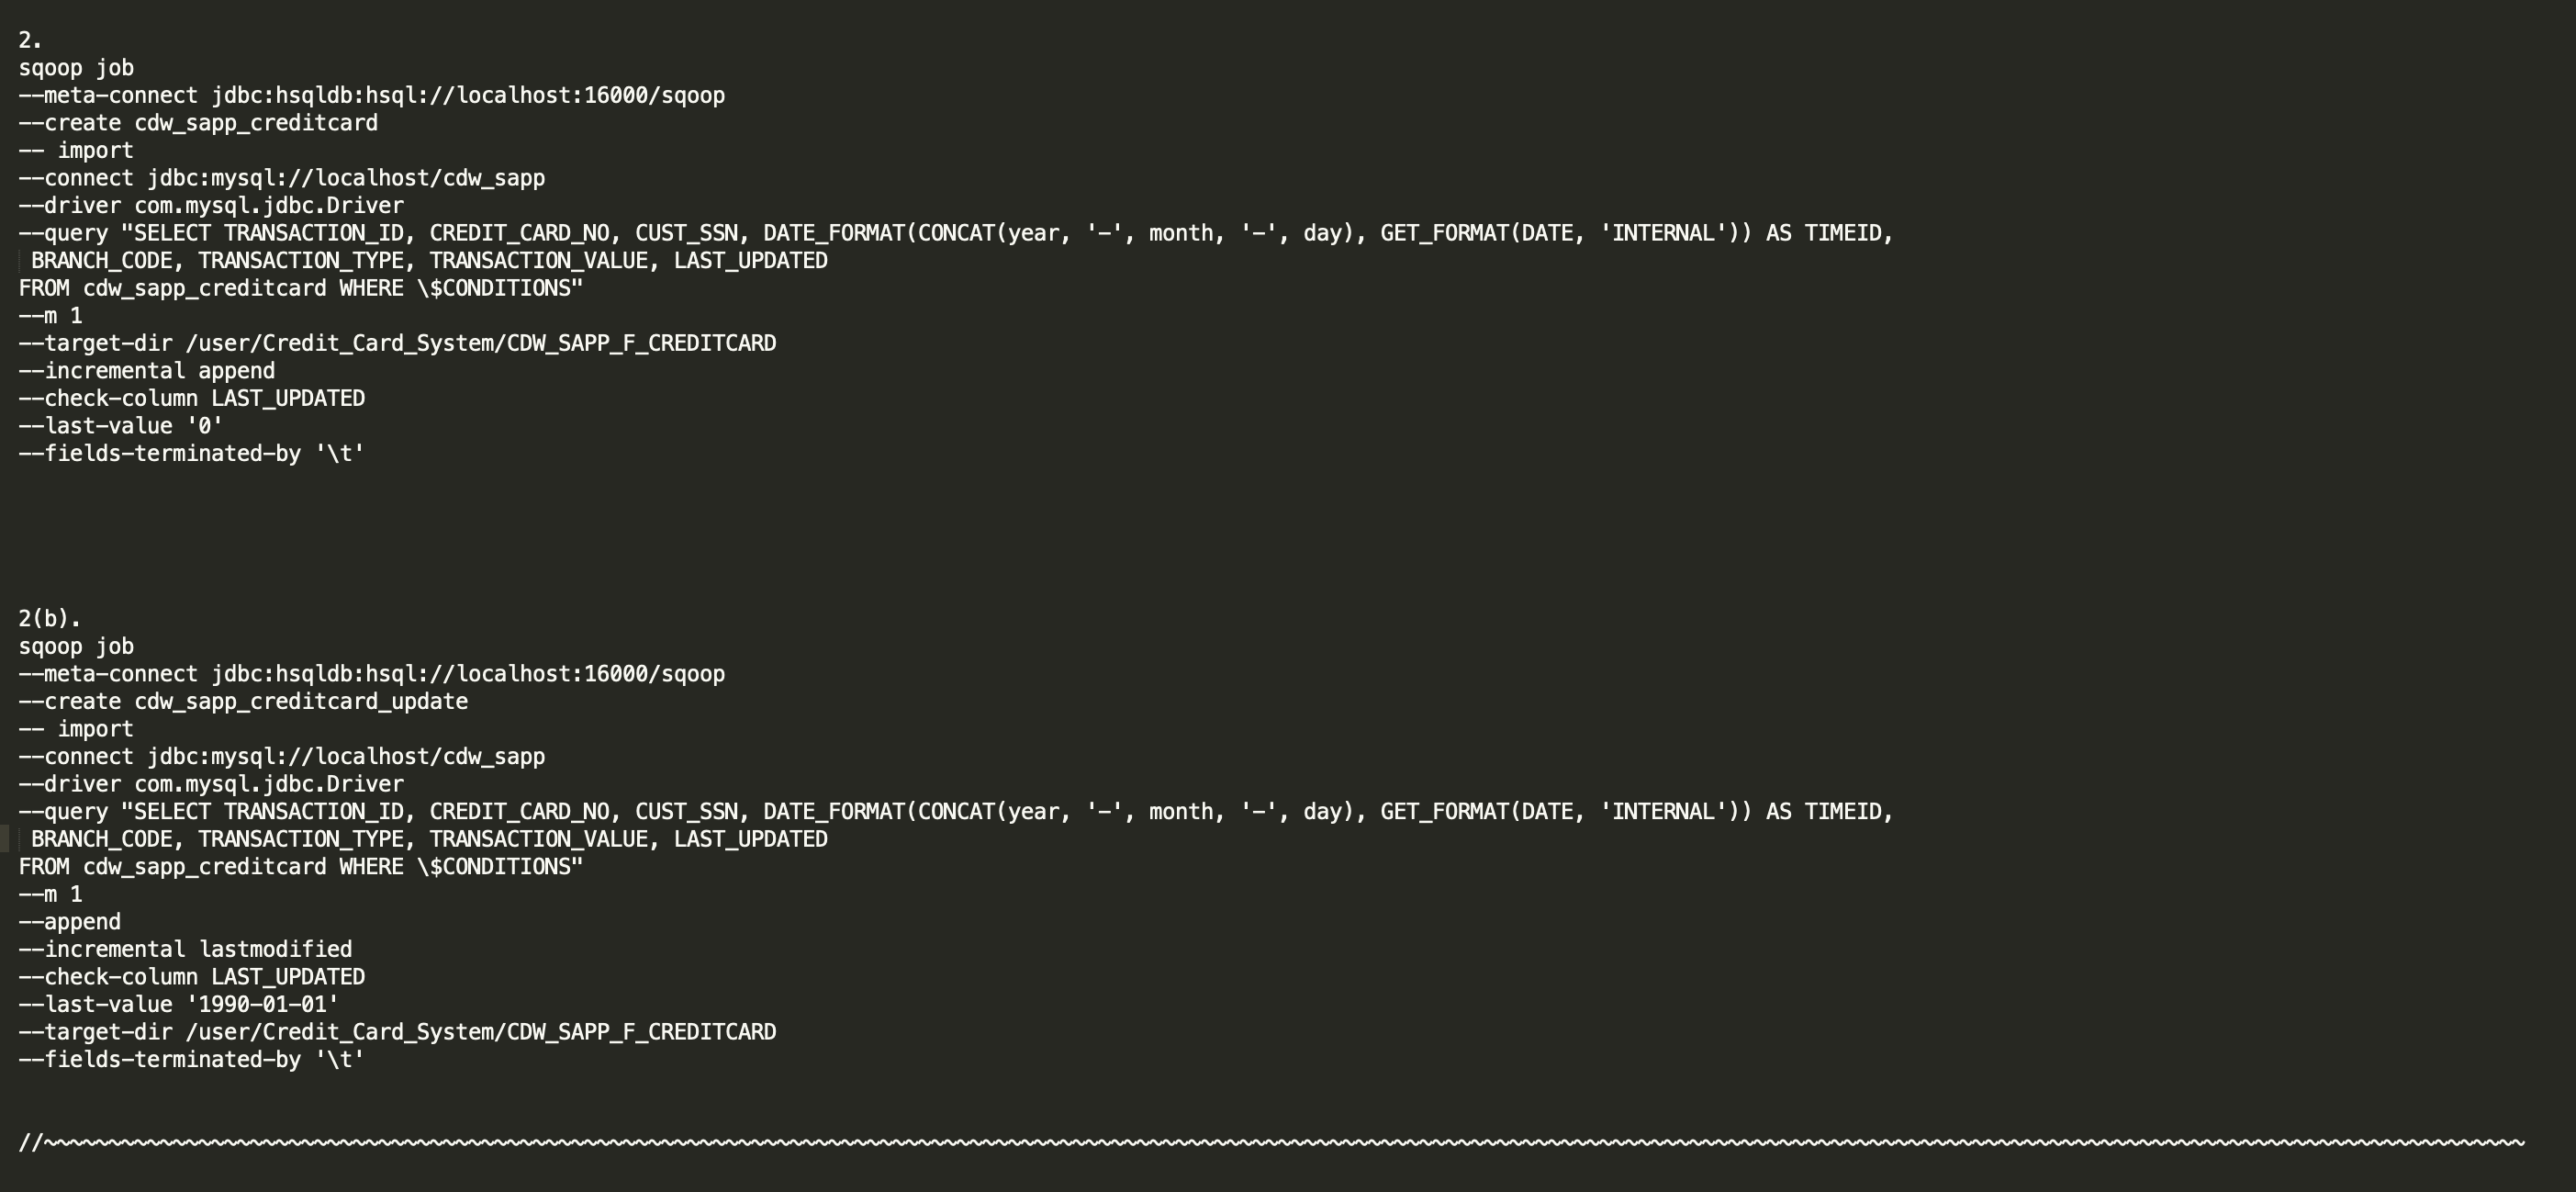 2.
sqoop job
--meta-connect jdbc:hsqldb:hsql://localhost:16000/sqoop
--create cdw_sapp_creditcard
-- import
--connect jdbc:mysql://localhost/cdw_sapp
--driver com.mysql.jdbc.Driver
--query "SELECT TRANSACTION_ID, CREDIT_CARD_NO, CUST_SSN, DATE_FORMAT(CONCAT(year, '-', month, '-', day), GET_FORMAT(DATE, 'INTERNAL')) AS TIMEID,
 BRANCH_CODE, TRANSACTION_TYPE, TRANSACTION_VALUE, LAST_UPDATED
FROM cdw_sapp_creditcard WHERE \$CONDITIONS"
--m 1
--target-dir /user/Credit_Card_System/CDW_SAPP_F_CREDITCARD
--incremental append
--check-column LAST_UPDATED
--last-value '0'
--fields-terminated-by '\t'
2(b).
sqoop job
--meta-connect jdbc:hsqldb:hsql://localhost:16000/sqoop
--create cdw_sapp_creditcard_update
-- import
--connect jdbc:mysql://localhost/cdw_sapp
--driver com.mysql.jdbc.Driver
--query "SELECT TRANSACTION_ID, CREDIT_CARD_NO, CUST_SSN, DATE_FORMAT(CONCAT(year, '-', month, '-', day), GET_FORMAT(DATE, 'INTERNAL')) AS TIMEID,
 BRANCH_CODE, TRANSACTION_TYPE, TRANSACTION_VALUE, LAST_UPDATED
FROM cdw_sapp_creditcard WHERE \$CONDITIONS"
--m 1
--append
--incremental lastmodified
--check-column LAST_UPDATED
--last-value '1990-01-01'
--target-dir /user/Credit_Card_System/CDW_SAPP_F_CREDITCARD
--fields-terminated-by '\t'
//~~~~~~~~~~~~~~~~~~~~~~~~~~~~~~~~~~~~~~~~~~~~~~~~~~~~~~~~~~~~~~~~~~~~~~~~~~~~~~~~~~~~~~~~~~~~~~~~~~~~~~~~~~~~~~~~~~~~~~~~~~~~~~~~~~~~~~~~~~~~~~~~~~~~~~~~~~~~~~~~~~~~~~~~~~~~~~~~~~~~~~~~~~~~~~~~~~~~~~~~~